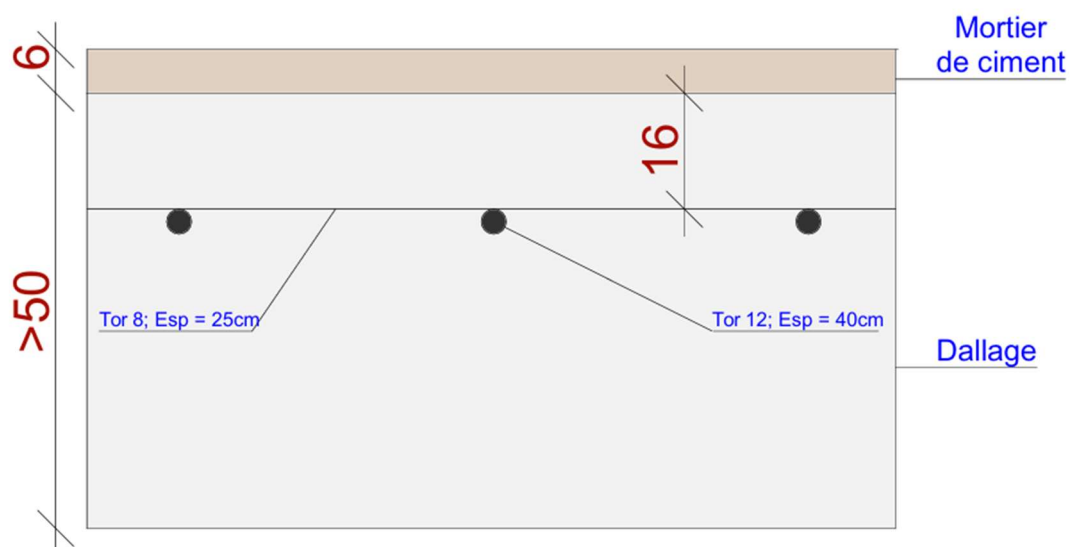 Mortier
de ciment
6
16
>50
Tor 8; Esp = 25cm
Tor 12; Esp = 40cm
Dallage